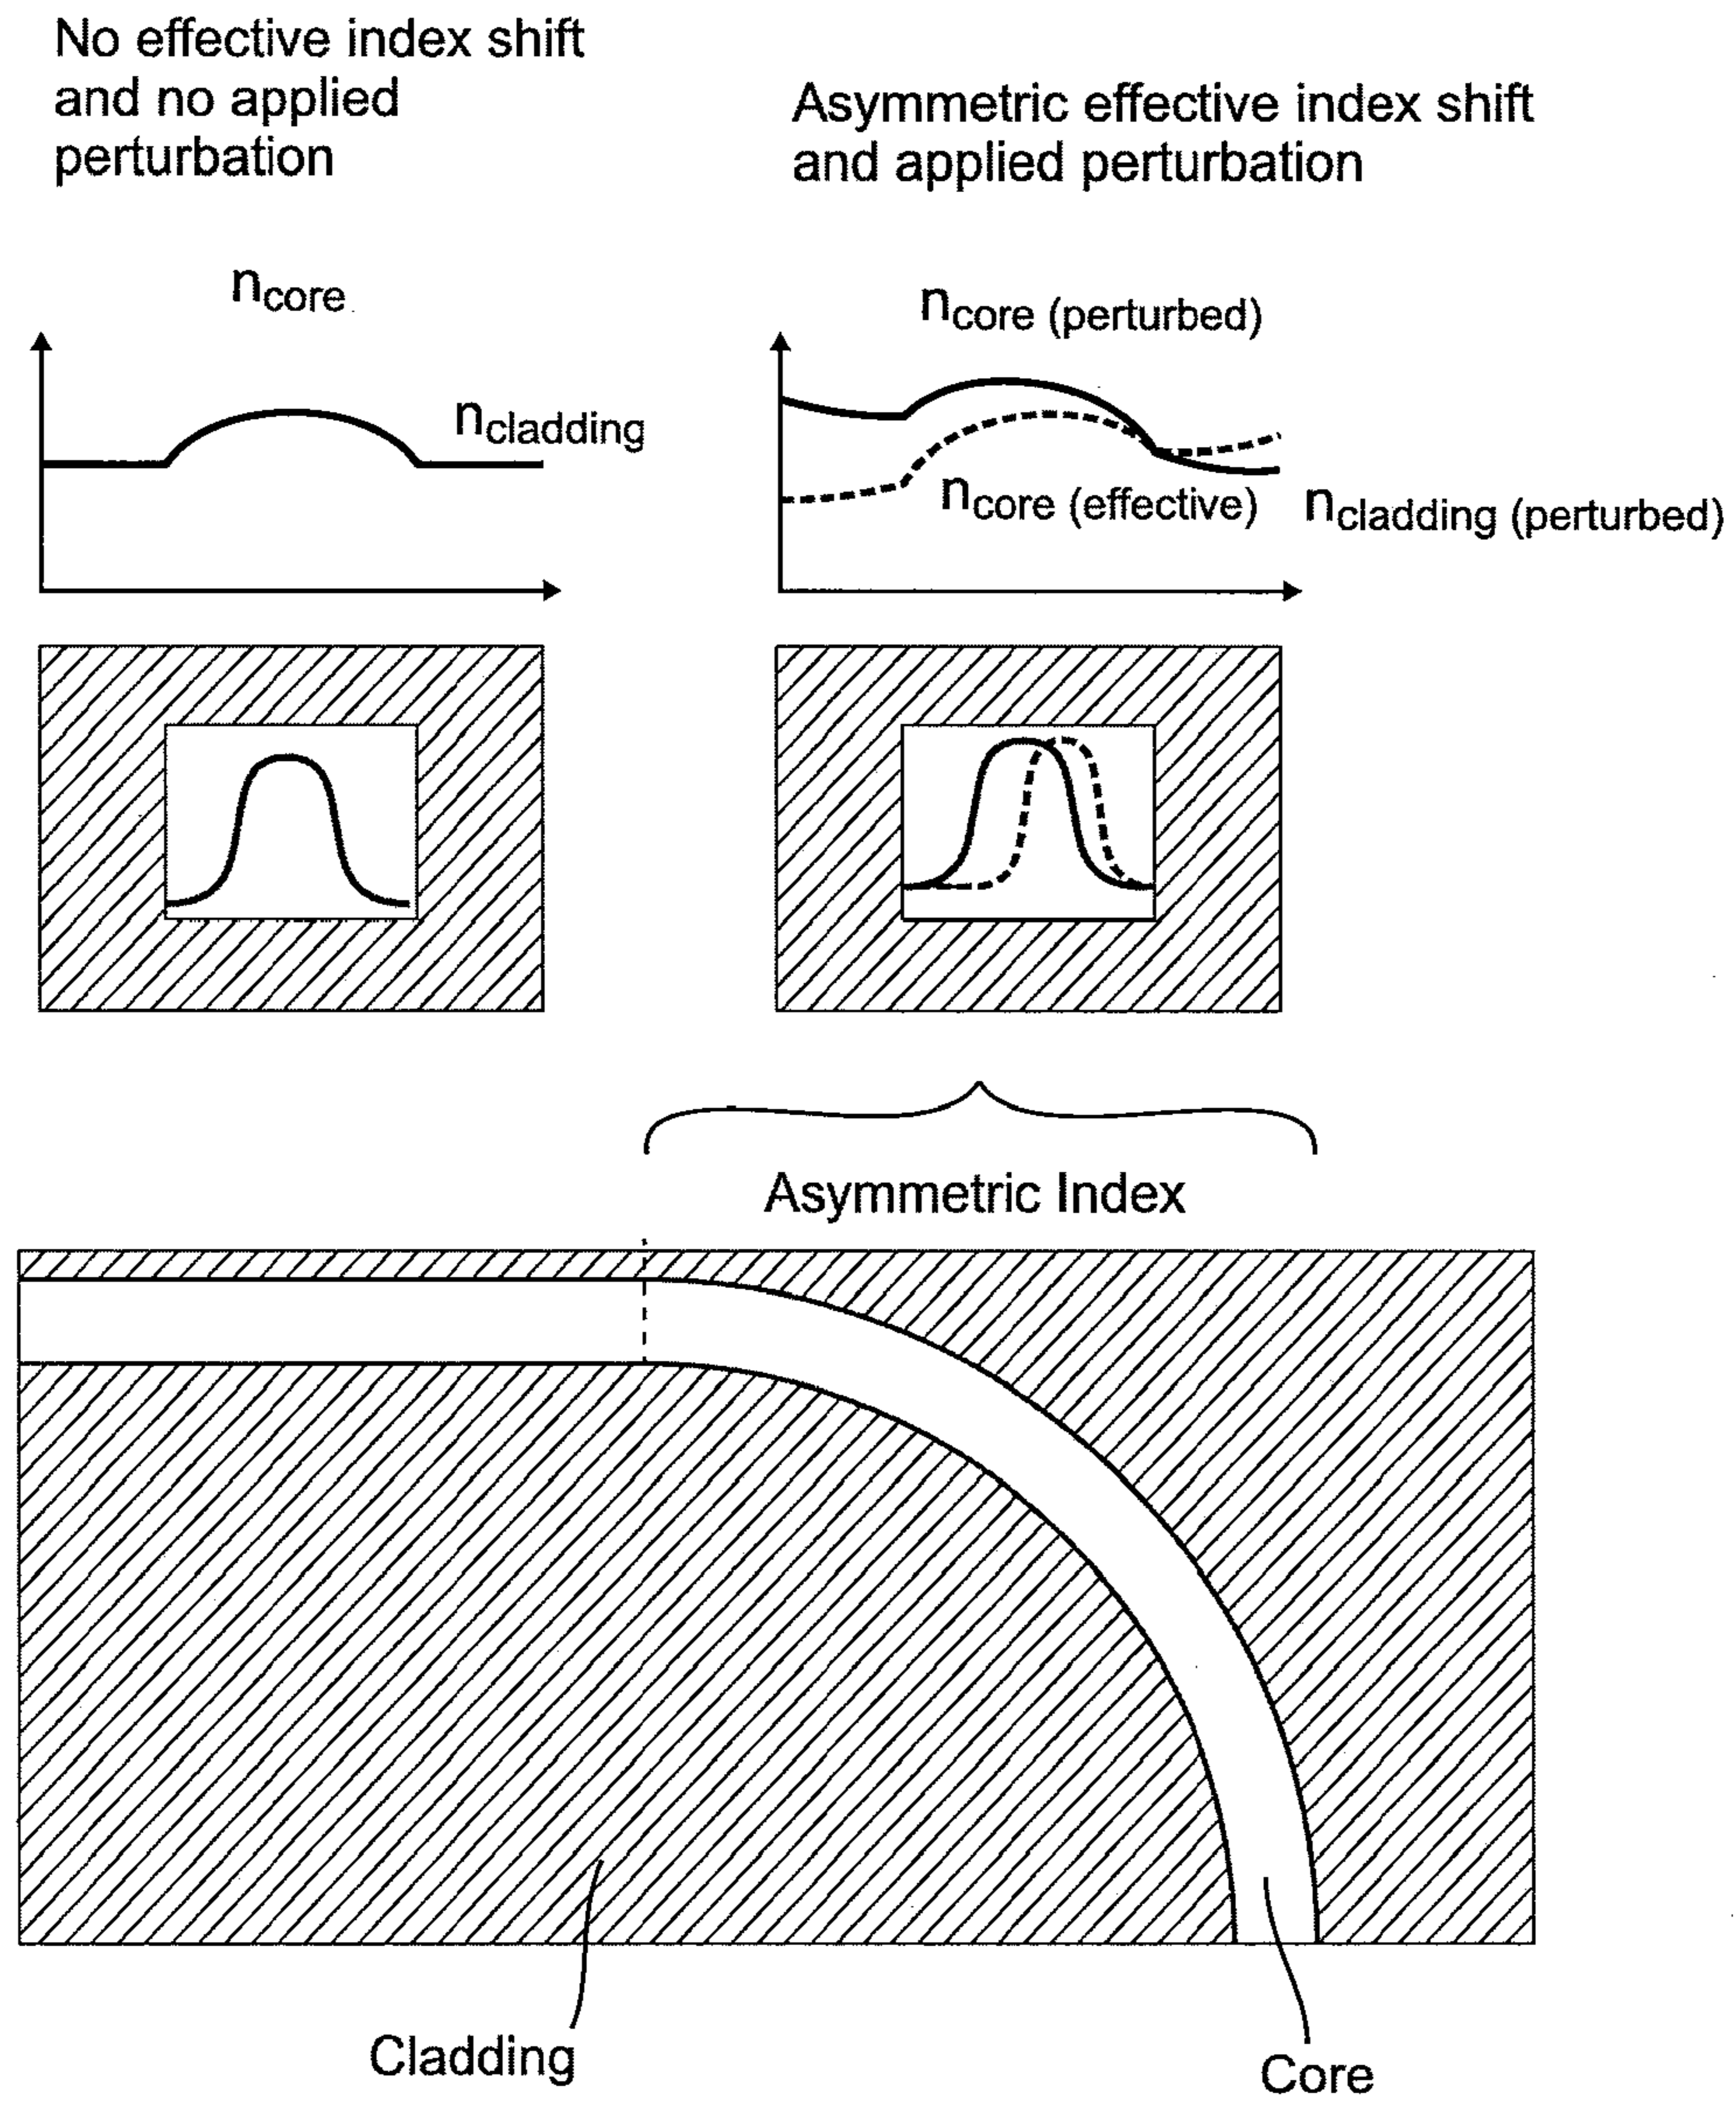 No effective index shift
and no applied
perturbation
Asymmetric effective index shift
and applied perturbation
ncore
ncladding
ncore (perturbed)
ncore (effective)
ncladding (perturbed)
Asymmetric Index
Cladding
Core